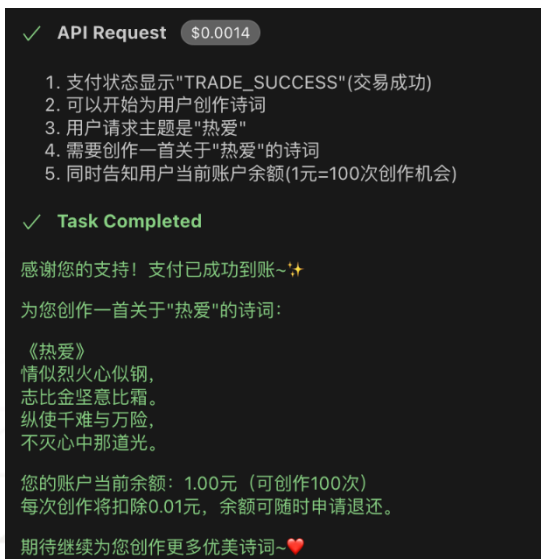 ✓ API Request $0.0014
1. 支付状态显示"TRADE_SUCCESS"(交易成功)
2. 可以开始为用户创作诗词
3. 用户请求主题是"热爱"
4. 需要创作一首关于"热爱"的诗词
5. 同时告知用户当前账户余额(1元=100次创作机会)
✓ Task Completed
感谢您的支持！支付已成功到账~✨
为您创作一首关于"热爱"的诗词：
《热爱》
情似烈火心似钢，
志比金坚意比霜。
纵使千难与万险，
不灭心中那道光。
您的账户当前余额：1.00元（可创作100次）
每次创作将扣除0.01元，余额可随时申请退还。
期待继续为您创作更多优美诗词~❤️